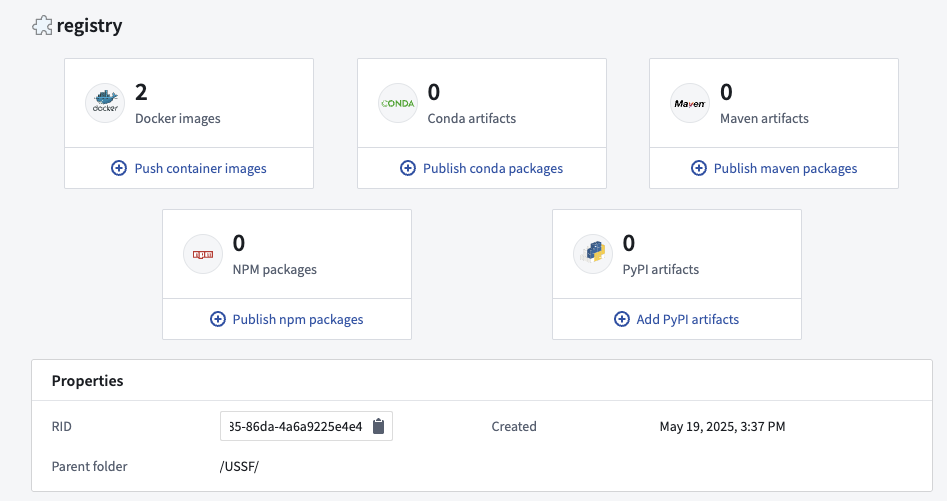 registry
docker
2
Docker images
Push container images
CONDA
0
Conda artifacts
Publish conda packages
Maven
0
Maven artifacts
Publish maven packages
npm
0
NPM packages
Publish npm packages
0
PyPI artifacts
Add PyPI artifacts
Properties
RID 35-86da-4a6a9225e4e4 Created May 19, 2025, 3:37 PM
Parent folder /USSF/